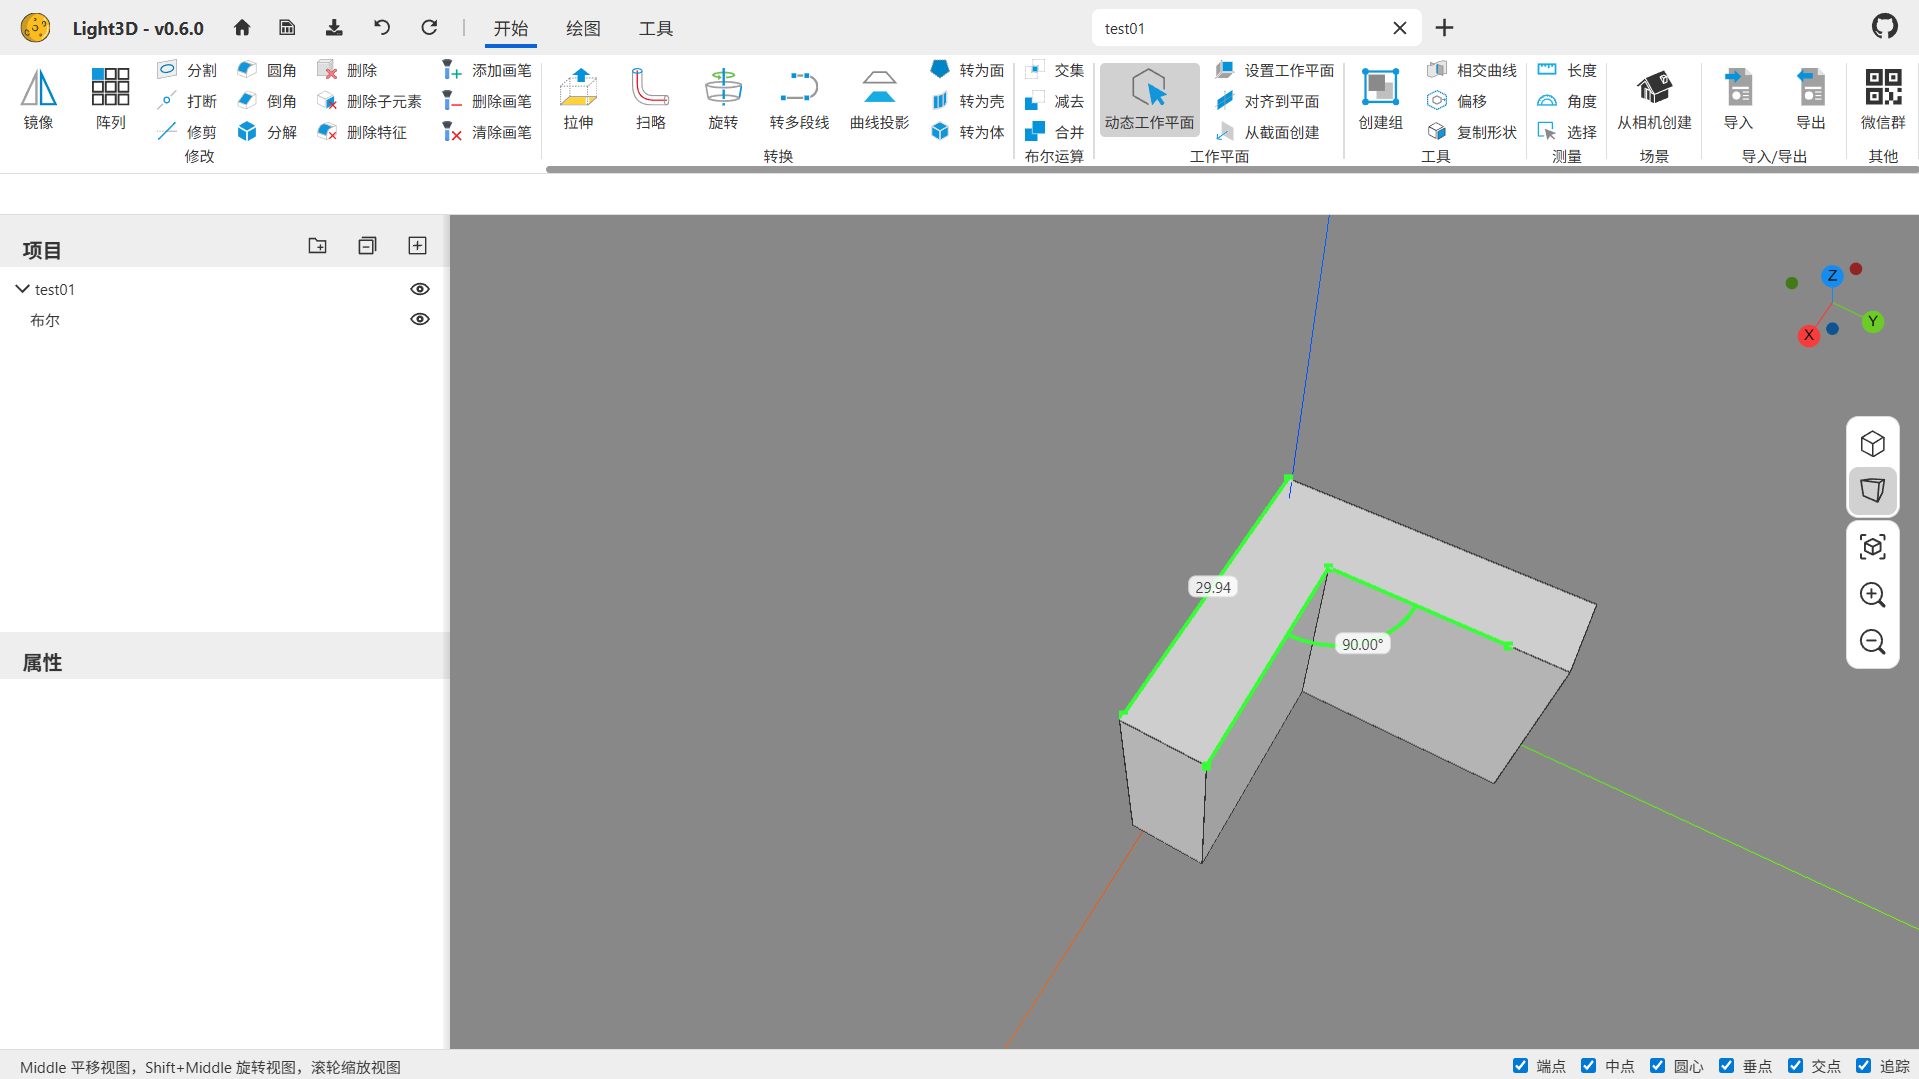 Light3D - v0.6.0
开始
绘图
工具
test01
镜像
阵列
分割
打断
修剪
圆角
倒角
分解
删除
删除子元素
删除特征
添加画笔
删除画笔
清除画笔
修改
拉伸
扫略
旋转
转多段线
曲线投影
转为面
转为壳
转为体
转换
交集
减去
合并
布尔运算
动态工作平面
设置工作平面
对齐到平面
从截面创建
工作平面
创建组
相交曲线
偏移
复制形状
工具
长度
角度
选择
测量
从相机创建
场景
导入
导出
导入/导出
微信群
其他
项目
test01
布尔
属性
Z
Y
X
29.94
90.00°
Middle 平移视图，Shift+Middle 旋转视图，滚轮缩放视图
端点
中点
圆心
垂点
交点
追踪